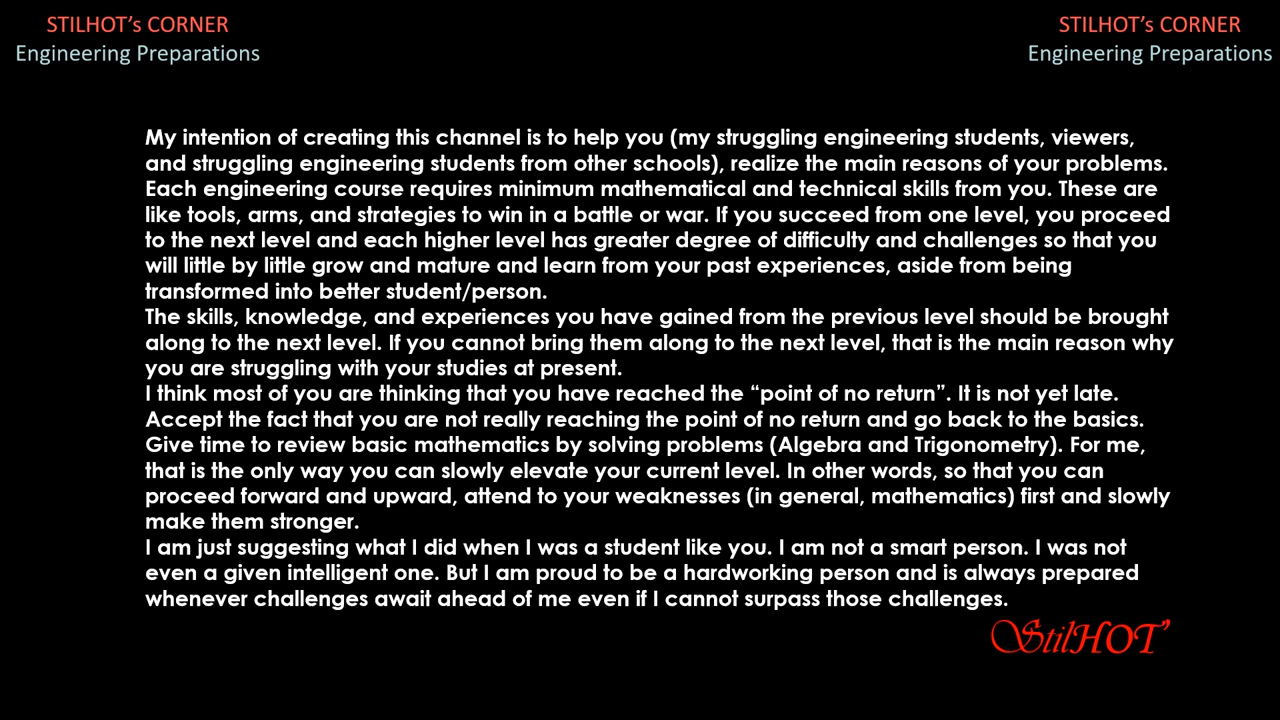 STILHOT's CORNER
Engineering Preparations
STILHOT's CORNER
Engineering Preparations
My intention of creating this channel is to help you (my struggling engineering students, viewers,
and struggling engineering students from other schools), realize the main reasons of your problems.
Each engineering course requires minimum mathematical and technical skills from you. These are
like tools, arms, and strategies to win in a battle or war. If you succeed from one level, you proceed
to the next level and each higher level has greater degree of difficulty and challenges so that you
will little by little grow and mature and learn from your past experiences, aside from being
transformed into better student/person.
The skills, knowledge, and experiences you have gained from the previous level should be brought
along to the next level. If you cannot bring them along to the next level, that is the main reason why
you are struggling with your studies at present.
I think most of you are thinking that you have reached the “point of no return”. It is not yet late.
Accept the fact that you are not really reaching the point of no return and go back to the basics.
Give time to review basic mathematics by solving problems (Algebra and Trigonometry). For me,
that is the only way you can slowly elevate your current level. In other words, so that you can
proceed forward and upward, attend to your weaknesses (in general, mathematics) first and slowly
make them stronger.
I am just suggesting what I did when I was a student like you. I am not a smart person. I was not
even a given intelligent one. But I am proud to be a hardworking person and is always prepared
whenever challenges await ahead of me even if I cannot surpass those challenges.
StilHOT’